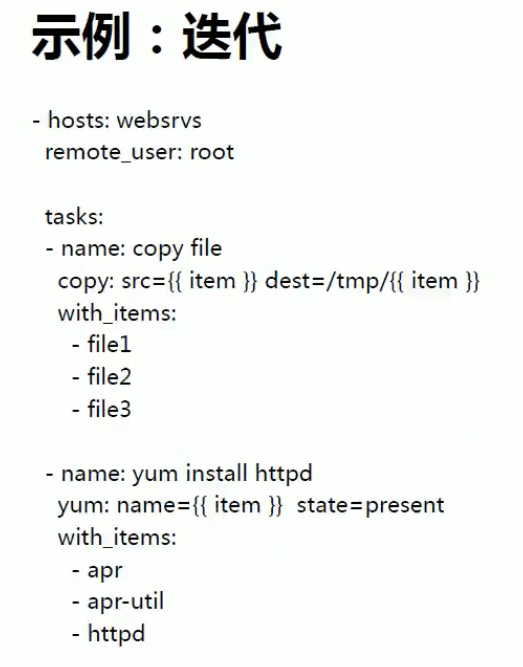 示例：迭代
- hosts: websrvs
  remote_user: root

  tasks:
  - name: copy file
    copy: src={{ item }} dest=/tmp/{{ item }}
    with_items:
      - file1
      - file2
      - file3

  - name: yum install httpd
    yum: name={{ item }}  state=present
    with_items:
      - apr
      - apr-util
      - httpd